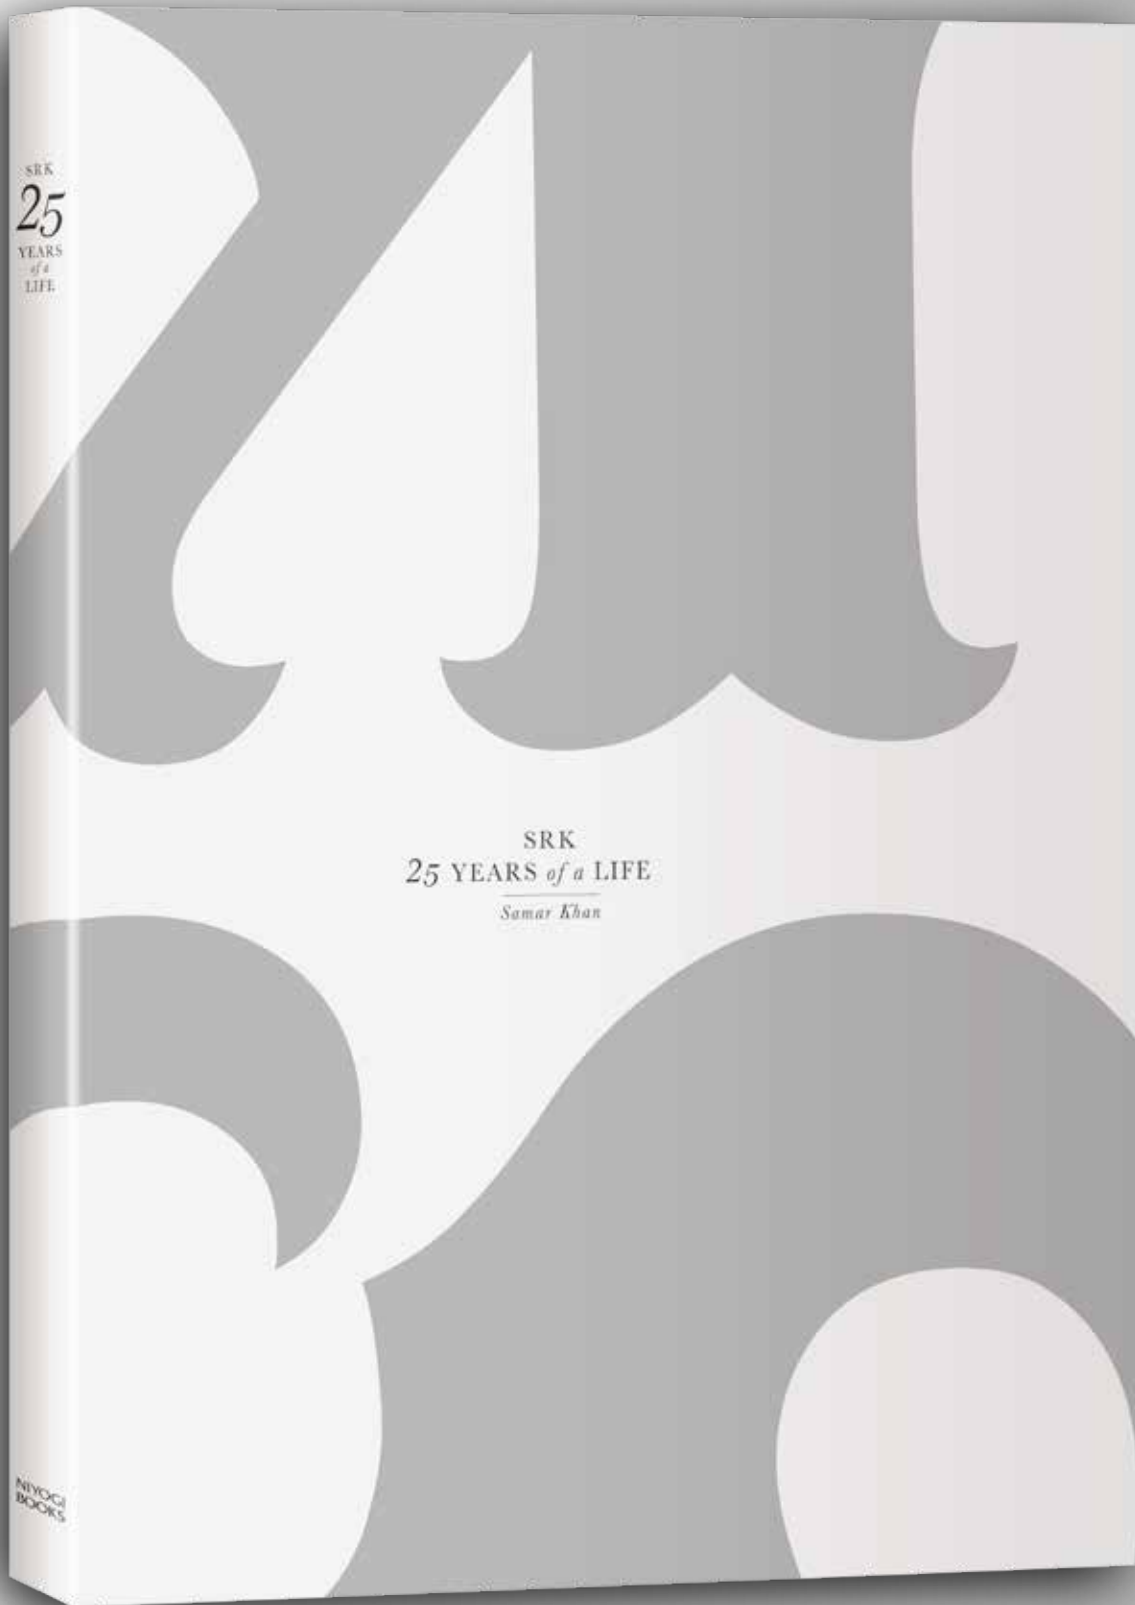 SRK
25
YEARS
of a
LIFE
SRK
25 YEARS of a LIFE
Samar Khan
NIYOGI
BOOKS